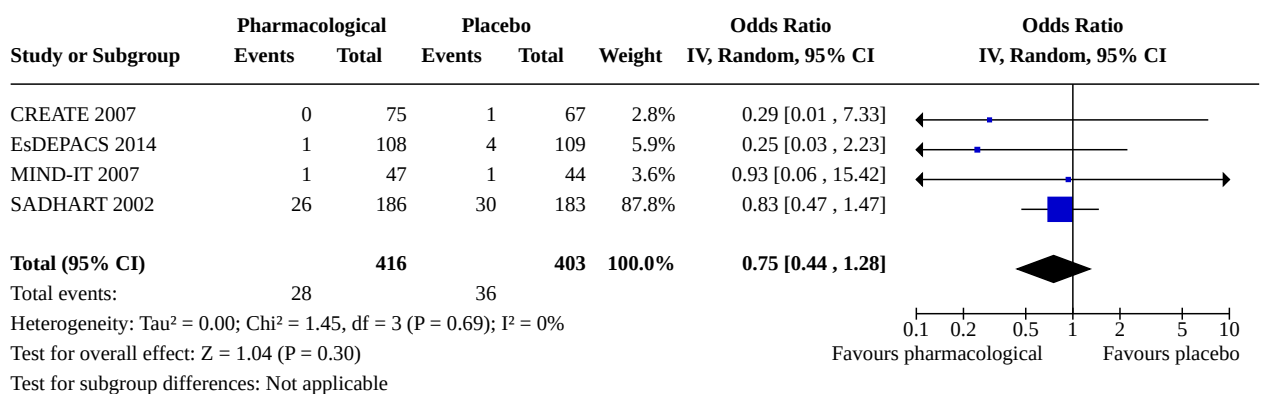 Pharmacological Placebo Odds Ratio Odds Ratio
Study or Subgroup Events Total Events Total Weight IV, Random, 95% CI IV, Random, 95% CI
CREATE 2007 0 75 1 67 2.8% 0.29 [0.01 , 7.33]
EsDEPACS 2014 1 108 4 109 5.9% 0.25 [0.03 , 2.23]
MIND-IT 2007 1 47 1 44 3.6% 0.93 [0.06 , 15.42]
SADHART 2002 26 186 30 183 87.8% 0.83 [0.47 , 1.47]
Total (95% CI) 416 403 100.0% 0.75 [0.44 , 1.28]
Total events: 28 36
Heterogeneity: Tau² = 0.00; Chi² = 1.45, df = 3 (P = 0.69); I² = 0%
Test for overall effect: Z = 1.04 (P = 0.30)
Test for subgroup differences: Not applicable
0.1 0.2 0.5 1 2 5 10
Favours pharmacological Favours placebo